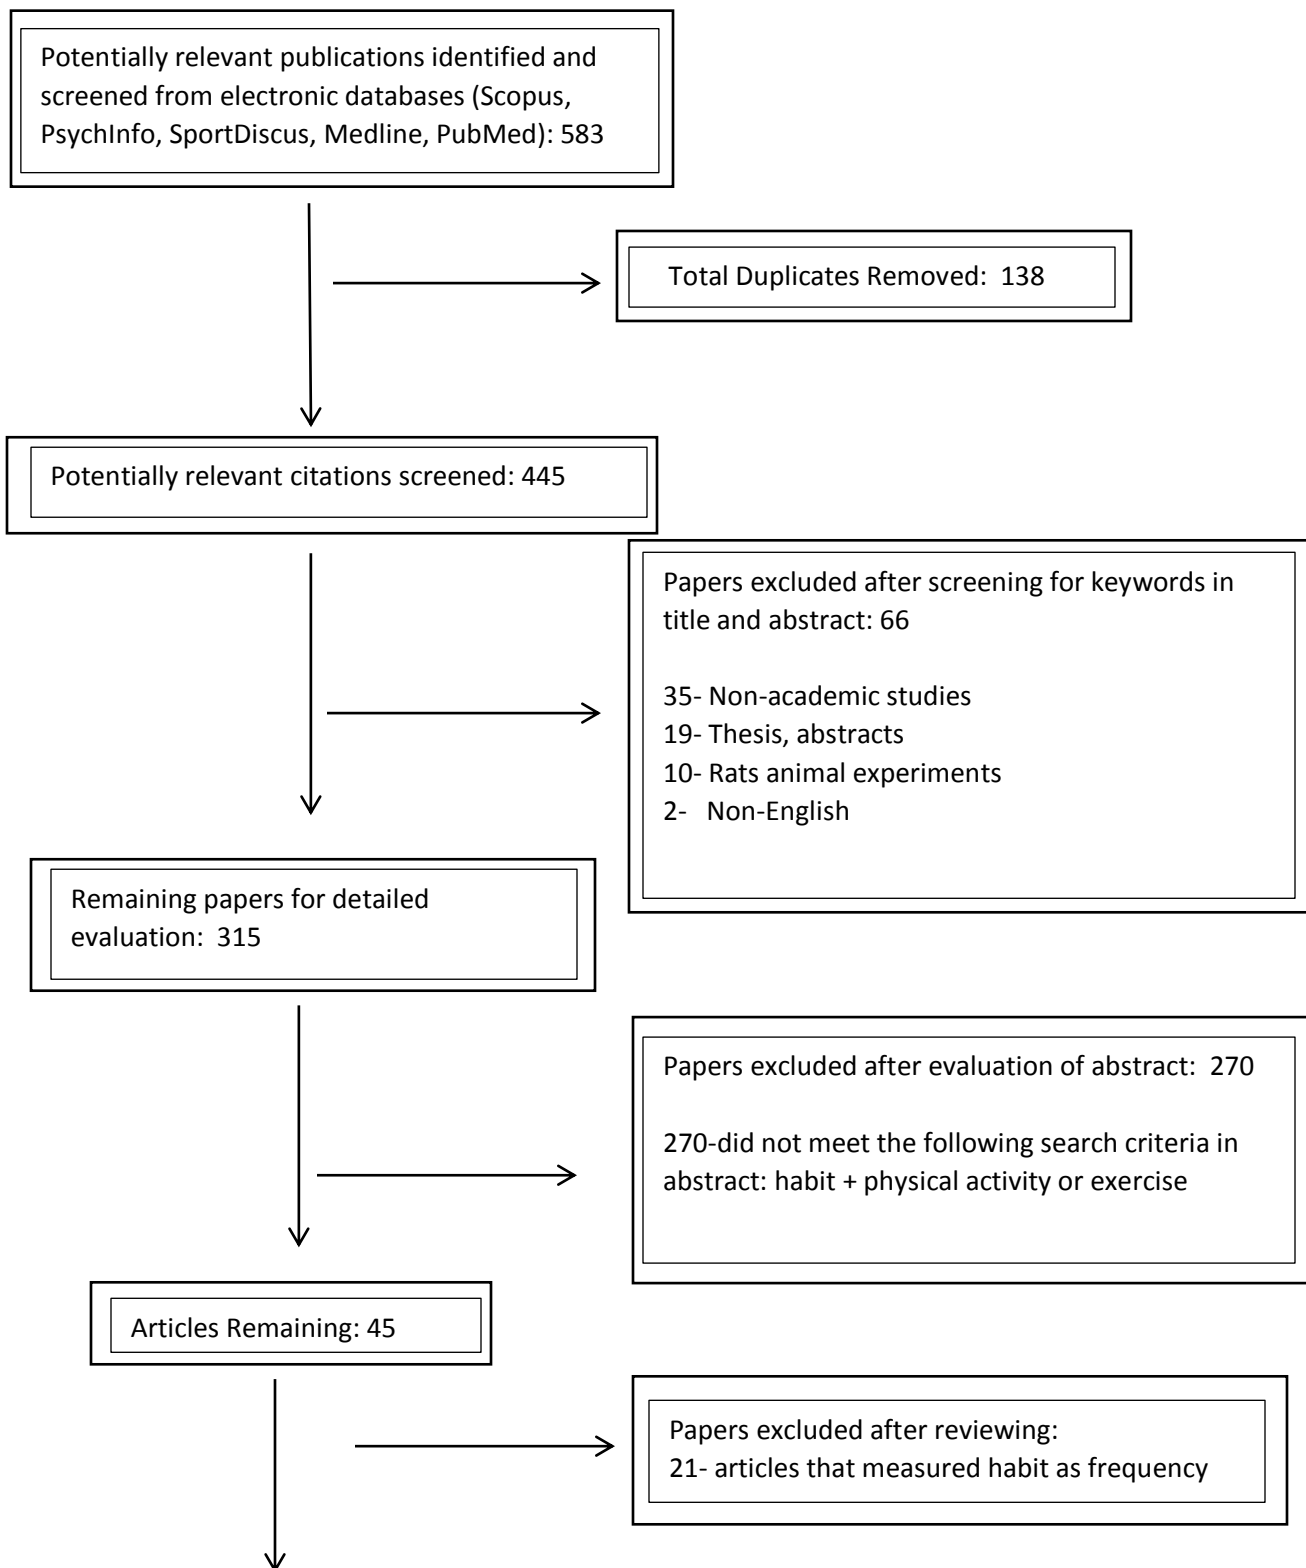 Potentially relevant publications identified and
screened from electronic databases (Scopus,
PsychInfo, SportDiscus, Medline, PubMed): 583
Total Duplicates Removed:  138
Potentially relevant citations screened: 445
Papers excluded after screening for keywords in
title and abstract: 66
35- Non-academic studies
19- Thesis, abstracts
10- Rats animal experiments
2-   Non-English
Remaining papers for detailed
evaluation:  315
Papers excluded after evaluation of abstract:  270
270-did not meet the following search criteria in
abstract: habit + physical activity or exercise
Articles Remaining: 45
Papers excluded after reviewing:
21- articles that measured habit as frequency